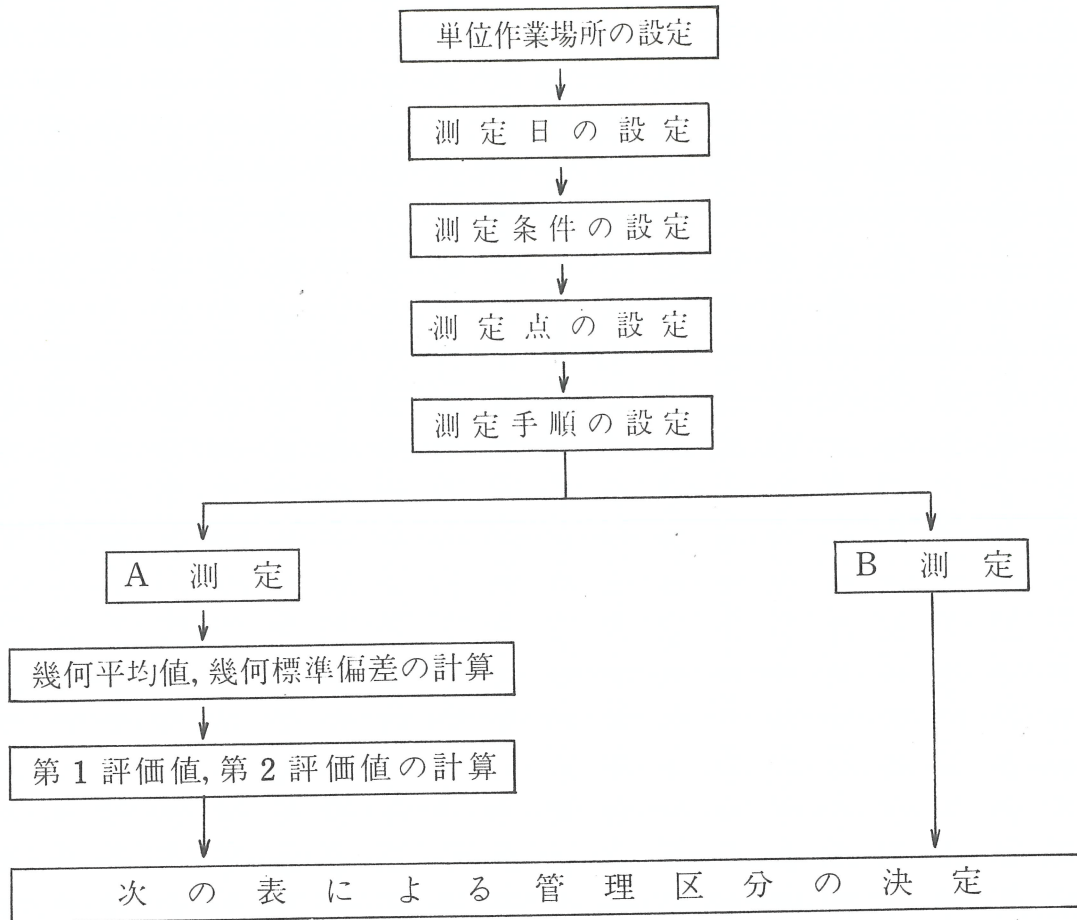 単位作業場所の設定
測定日の設定
測定条件の設定
測定点の設定
測定手順の設定
A 測定
B 測定
幾何平均値,幾何標準偏差の計算
第1評価値,第2評価値の計算
次の表による管理区分の決定